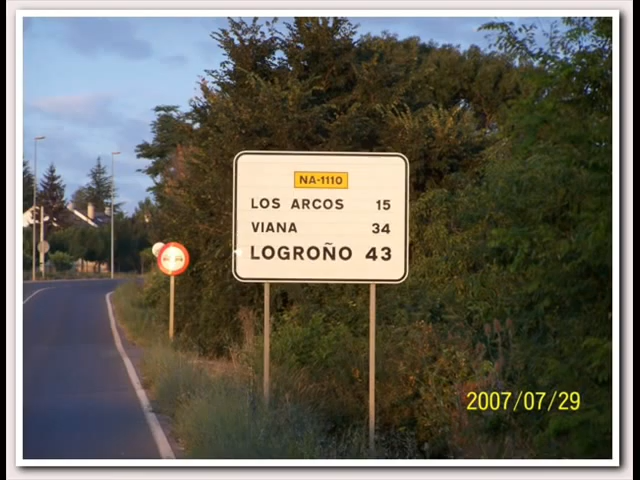 NA-1110
LOS ARCOS 15
VIANA 34
LOGROÑO 43
2007/07/29